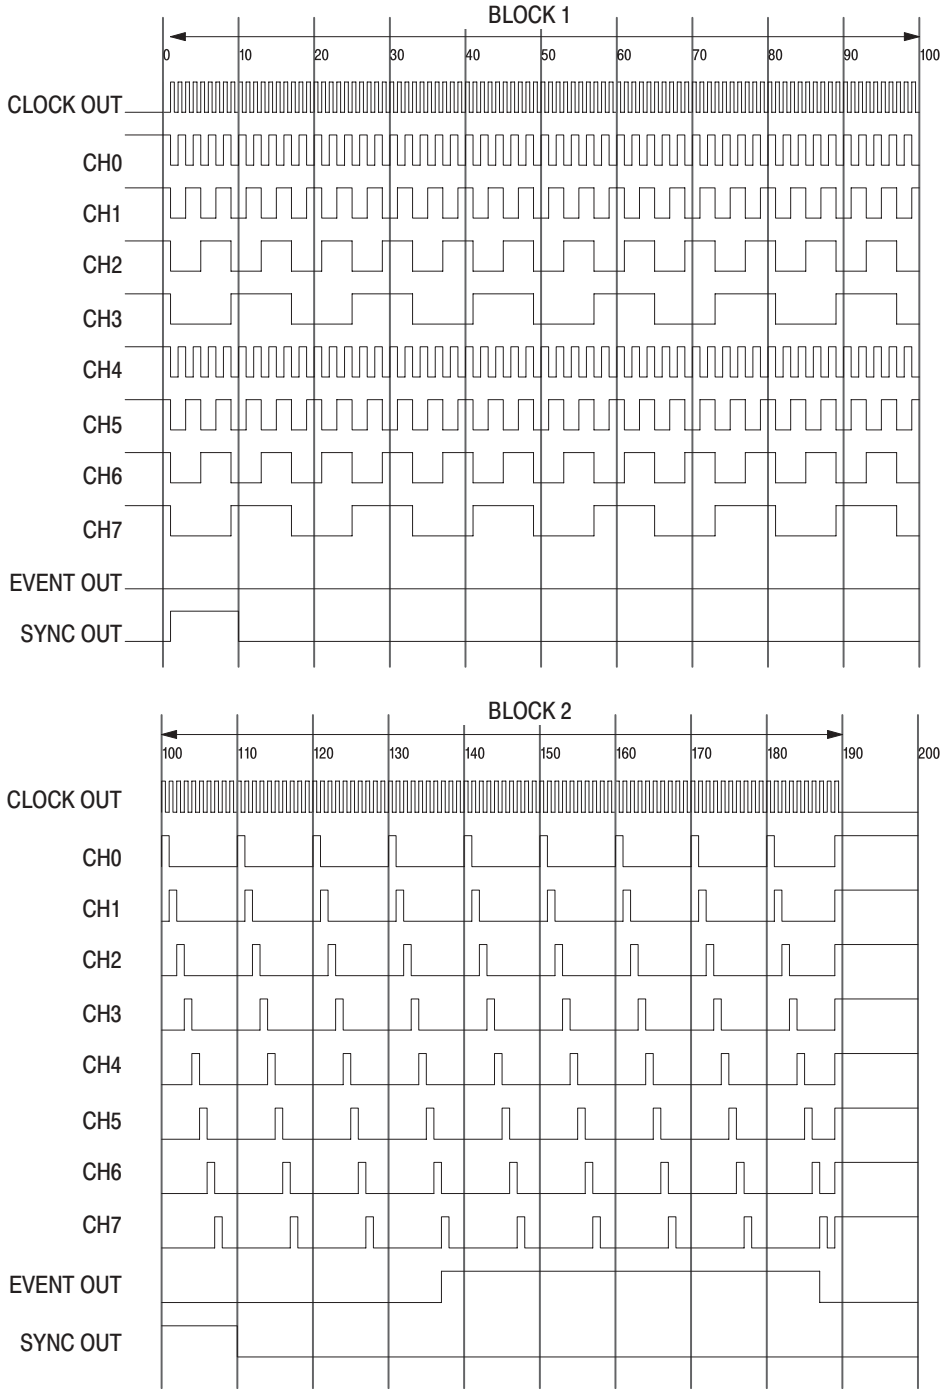 BLOCK 1
0 10 20 30 40 50 60 70 80 90 100
CLOCK OUT
CH0
CH1
CH2
CH3
CH4
CH5
CH6
CH7
EVENT OUT
SYNC OUT
BLOCK 2
100 110 120 130 140 150 160 170 180 190 200
CLOCK OUT
CH0
CH1
CH2
CH3
CH4
CH5
CH6
CH7
EVENT OUT
SYNC OUT